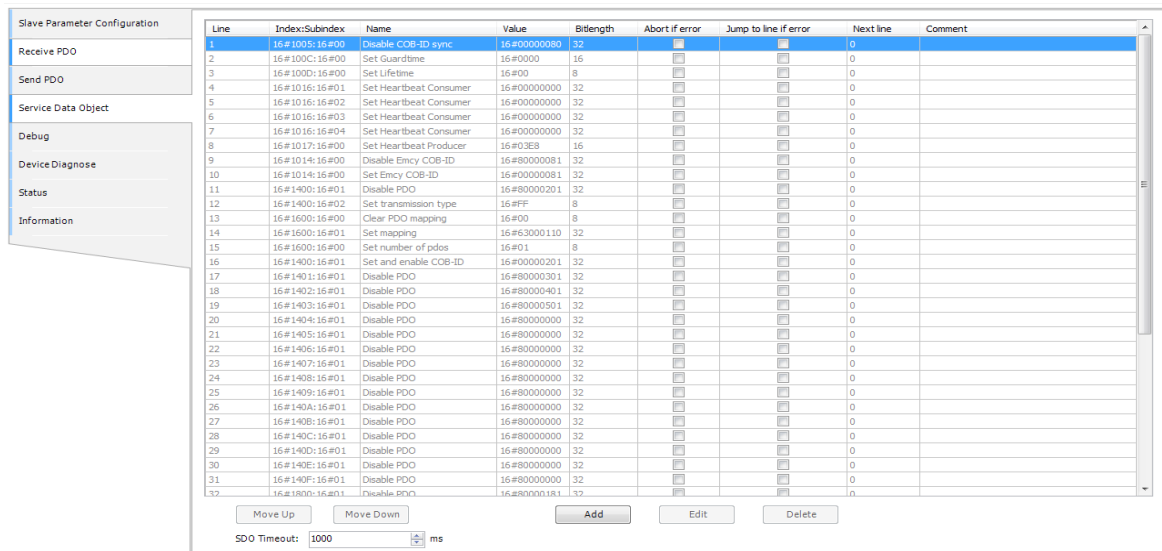 Slave Parameter Configuration
Receive PDO
Send PDO
Service Data Object
Debug
Device Diagnose
Status
Information
Line Index:Subindex Name Value Bitlength Abort if error Jump to line if error Next line Comment
1 16#1005:16#00 Disable COB-ID sync 16#00000080 32 0
2 16#100C:16#00 Set Guardtime 16#0000 16 0
3 16#100D:16#00 Set Lifetime 16#00 8 0
4 16#1016:16#01 Set Heartbeat Consumer 16#00000000 32 0
5 16#1016:16#02 Set Heartbeat Consumer 16#00000000 32 0
6 16#1016:16#03 Set Heartbeat Consumer 16#00000000 32 0
7 16#1016:16#04 Set Heartbeat Consumer 16#00000000 32 0
8 16#1017:16#00 Set Heartbeat Producer 16#03E8 16 0
9 16#1014:16#00 Disable Emcy COB-ID 16#80000081 32 0
10 16#1014:16#00 Set Emcy COB-ID 16#00000081 32 0
11 16#1400:16#01 Disable PDO 16#80000201 32 0
12 16#1400:16#02 Set transmission type 16#FF 8 0
13 16#1600:16#00 Clear PDO mapping 16#00 8 0
14 16#1600:16#01 Set mapping 16#63000110 32 0
15 16#1600:16#00 Set number of pdos 16#01 8 0
16 16#1400:16#01 Set and enable COB-ID 16#00000201 32 0
17 16#1401:16#01 Disable PDO 16#80000301 32 0
18 16#1402:16#01 Disable PDO 16#80000401 32 0
19 16#1403:16#01 Disable PDO 16#80000501 32 0
20 16#1404:16#01 Disable PDO 16#80000000 32 0
21 16#1405:16#01 Disable PDO 16#80000000 32 0
22 16#1406:16#01 Disable PDO 16#80000000 32 0
23 16#1407:16#01 Disable PDO 16#80000000 32 0
24 16#1408:16#01 Disable PDO 16#80000000 32 0
25 16#1409:16#01 Disable PDO 16#80000000 32 0
26 16#140A:16#01 Disable PDO 16#80000000 32 0
27 16#140B:16#01 Disable PDO 16#80000000 32 0
28 16#140C:16#01 Disable PDO 16#80000000 32 0
29 16#140D:16#01 Disable PDO 16#80000000 32 0
30 16#140E:16#01 Disable PDO 16#80000000 32 0
31 16#140F:16#01 Disable PDO 16#80000000 32 0
32 16#1800:16#01 Disable PDO 16#80000181 32 0
Move Up Move Down Add Edit Delete
SDO Timeout: 1000 ms